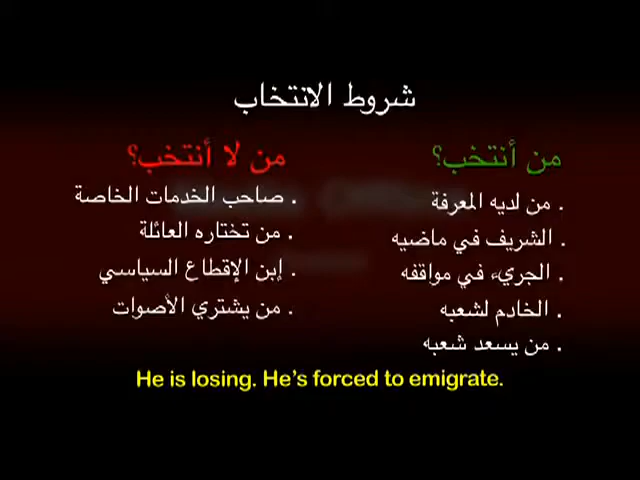 شروط الانتخاب
من أنتخب؟
. من لديه المعرفة
. الشريف في ماضيه
. الجريء في مواقفه
. الخادم لشعبه
. من يسعد شعبه
من لا أنتخب؟
. صاحب الخدمات الخاصة
. من تختاره العائلة
. إبن الإقطاع السياسي
. من يشتري الأصوات
He is losing. He's forced to emigrate.